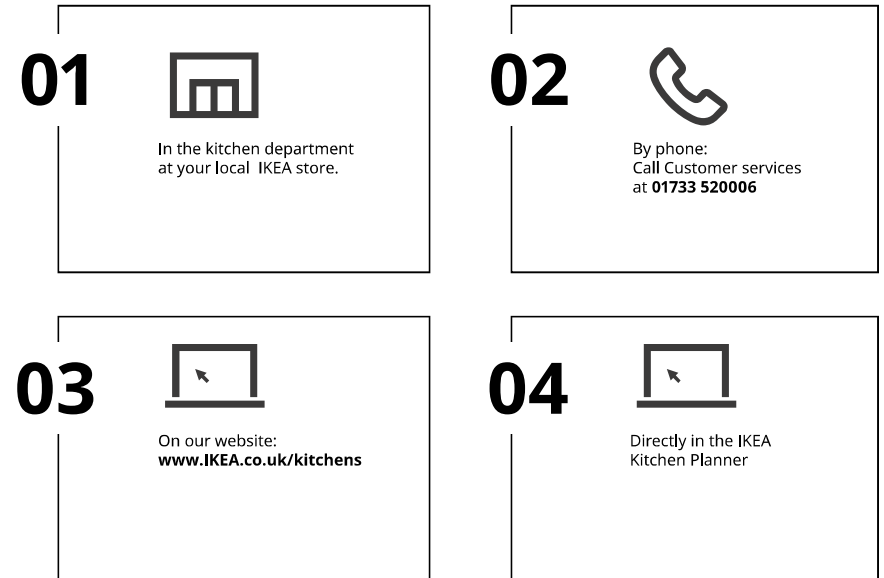 01
In the kitchen department
at your local IKEA store.
02
By phone:
Call Customer services
at 01733 520006
03
On our website:
www.IKEA.co.uk/kitchens
04
Directly in the IKEA
Kitchen Planner